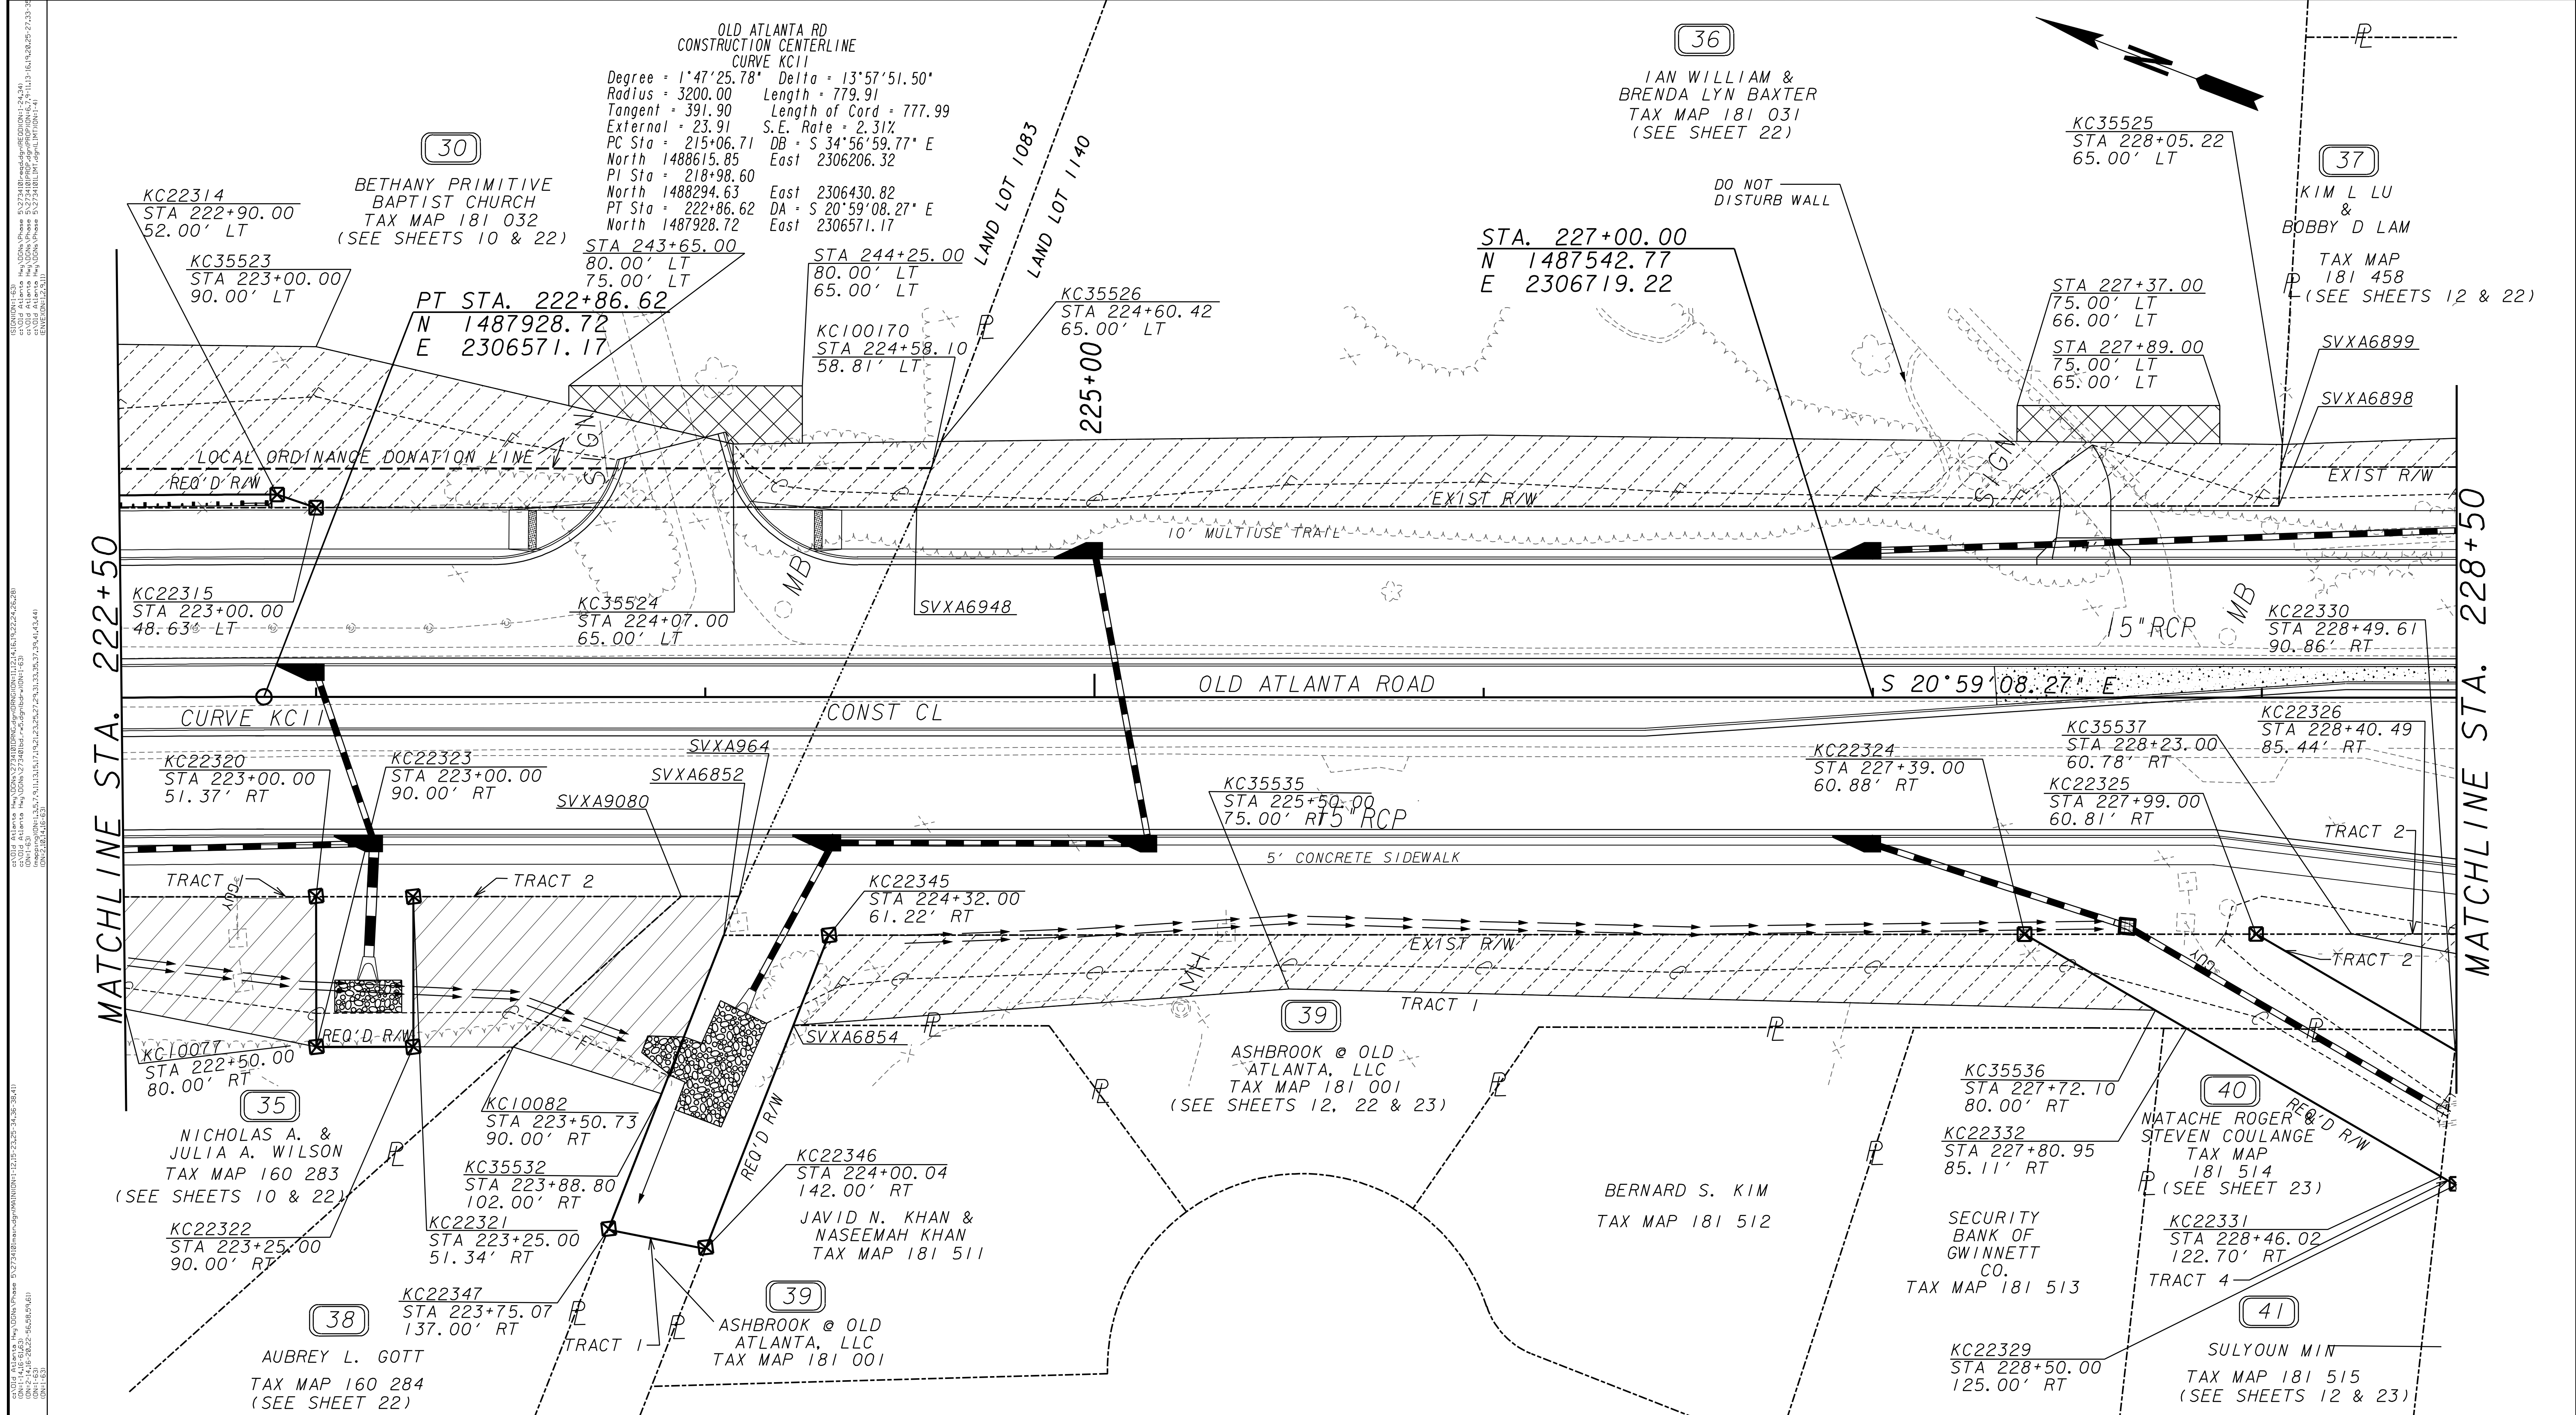 OLD ATLANTA RD
CONSTRUCTION CENTERLINE
CURVE KC11
Degree = 1°47'25.78" Delta = 13°57'51.50"
Radius = 3200.00 Length = 779.91
Tangent = 391.90 Length of Cord = 777.99
External = 23.91 S.E. Rate = 2.31%
PC Sta = 215+06.71 DB = S 34°56'59.77" E
North 1488615.85 East 2306206.32
PI Sta = 218+98.60
North 1488294.63 East 2306430.82
PT Sta = 222+86.62 DA = S 20°59'08.27" E
North 1487928.72 East 2306571.17
30
BETHANY PRIMITIVE
BAPTIST CHURCH
TAX MAP 181 032
(SEE SHEETS 10 & 22)
KC22314
STA 222+90.00
52.00' LT
KC35523
STA 223+00.00
90.00' LT
PT STA. 222+86.62
N 1487928.72
E 2306571.17
STA 243+65.00
80.00' LT
75.00' LT
STA 244+25.00
80.00' LT
65.00' LT
KC100170
STA 224+58.10
58.81' LT
LAND LOT 1083
LAND LOT 1140
KC35526
STA 224+60.42
65.00' LT
225+00
36
IAN WILLIAM &
BRENDA LYN BAXTER
TAX MAP 181 031
(SEE SHEET 22)
DO NOT
DISTURB WALL
STA. 227+00.00
N 1487542.77
E 2306719.22
N
KC35525
STA 228+05.22
65.00' LT
37
KIM L LU
&
BOBBY D LAM
TAX MAP
181 458
(SEE SHEETS 12 & 22)
STA 227+37.00
75.00' LT
66.00' LT
STA 227+89.00
75.00' LT
65.00' LT
SVXA6899
SVXA6898
LOCAL ORDINANCE DONATION LINE
REQ'D R/W
SIGN
EXIST R/W
SIGN
EXIST R/W
10' MULTIUSE TRAIL
MATCHLINE STA. 222+50
MATCHLINE STA. 228+50
KC22315
STA 223+00.00
48.63' LT
KC35524
STA 224+07.00
65.00' LT
MB
SVXA6948
15"RCP
MB
KC22330
STA 228+49.61
90.86' RT
OLD ATLANTA ROAD
S 20°59'08.27" E
CURVE KC11
CONST CL
KC22320
STA 223+00.00
51.37' RT
KC22323
STA 223+00.00
90.00' RT
SVXA964
SVXA6852
SVXA9080
KC35535
STA 225+50.00
75.00' RT
15"RCP
KC22324
STA 227+39.00
60.88' RT
KC35537
STA 228+23.00
60.78' RT
KC22326
STA 228+40.49
85.44' RT
KC22325
STA 227+99.00
60.81' RT
TRACT 2
5' CONCRETE SIDEWALK
TRACT 1
TRACT 2
GUY
KC22345
STA 224+32.00
61.22' RT
EXIST R/W
MH
TRACT 1
GUY
TRACT 2
REQ'D R/W
SVXA6854
KC10077
STA 222+50.00
80.00' RT
35
NICHOLAS A. &
JULIA A. WILSON
TAX MAP 160 283
(SEE SHEETS 10 & 22)
KC10082
STA 223+50.73
90.00' RT
KC35532
STA 223+88.80
102.00' RT
KC22321
STA 223+25.00
51.34' RT
KC22322
STA 223+25.00
90.00' RT
REQ'D R/W
KC22346
STA 224+00.04
142.00' RT
JAVID N. KHAN &
NASEEMAH KHAN
TAX MAP 181 511
KC22347
STA 223+75.07
137.00' RT
38
AUBREY L. GOTT
TAX MAP 160 284
(SEE SHEET 22)
TRACT 1
39
ASHBROOK @ OLD
ATLANTA, LLC
TAX MAP 181 001
39
ASHBROOK @ OLD
ATLANTA, LLC
TAX MAP 181 001
(SEE SHEETS 12, 22 & 23)
BERNARD S. KIM
TAX MAP 181 512
KC35536
STA 227+72.10
80.00' RT
KC22332
STA 227+80.95
85.11' RT
40
NATACHE ROGER &
STEVEN COULANGE
TAX MAP
181 514
(SEE SHEET 23)
REQ'D R/W
SECURITY
BANK OF
GWINNETT
CO.
TAX MAP 181 513
KC22331
STA 228+46.02
122.70' RT
TRACT 4
41
SULYOUN MIN
TAX MAP 181 515
(SEE SHEETS 12 & 23)
KC22329
STA 228+50.00
125.00' RT